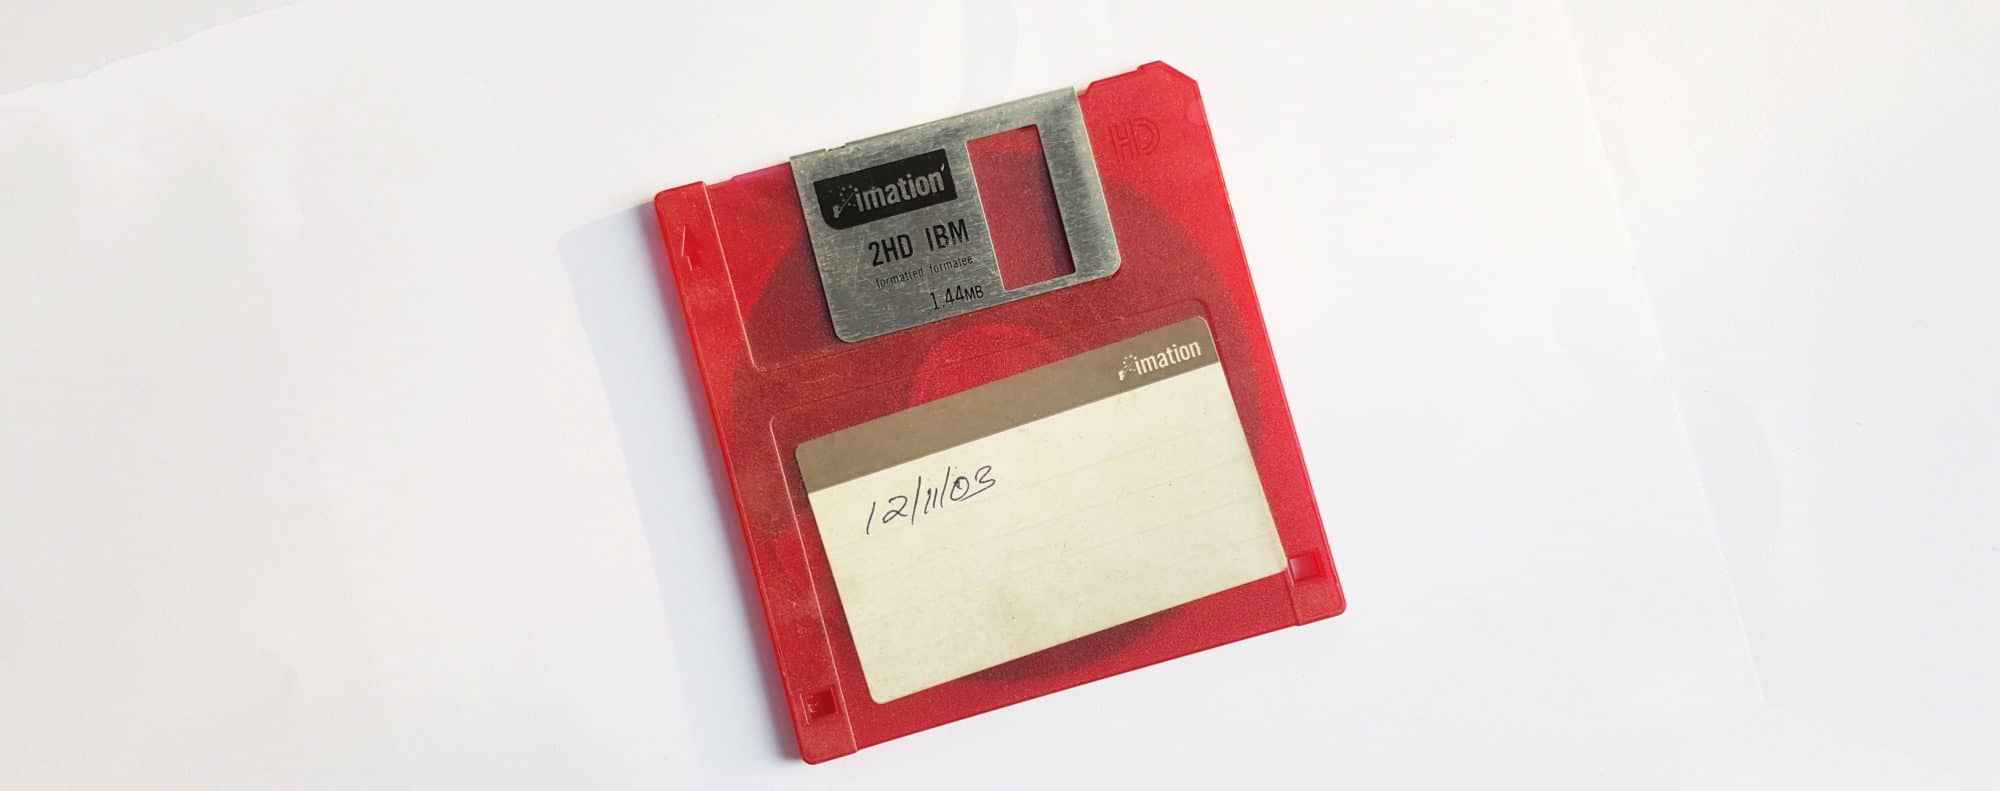 HD
imation
2HD IBM
formatted formatee
1.44MB
imation
12/11/03